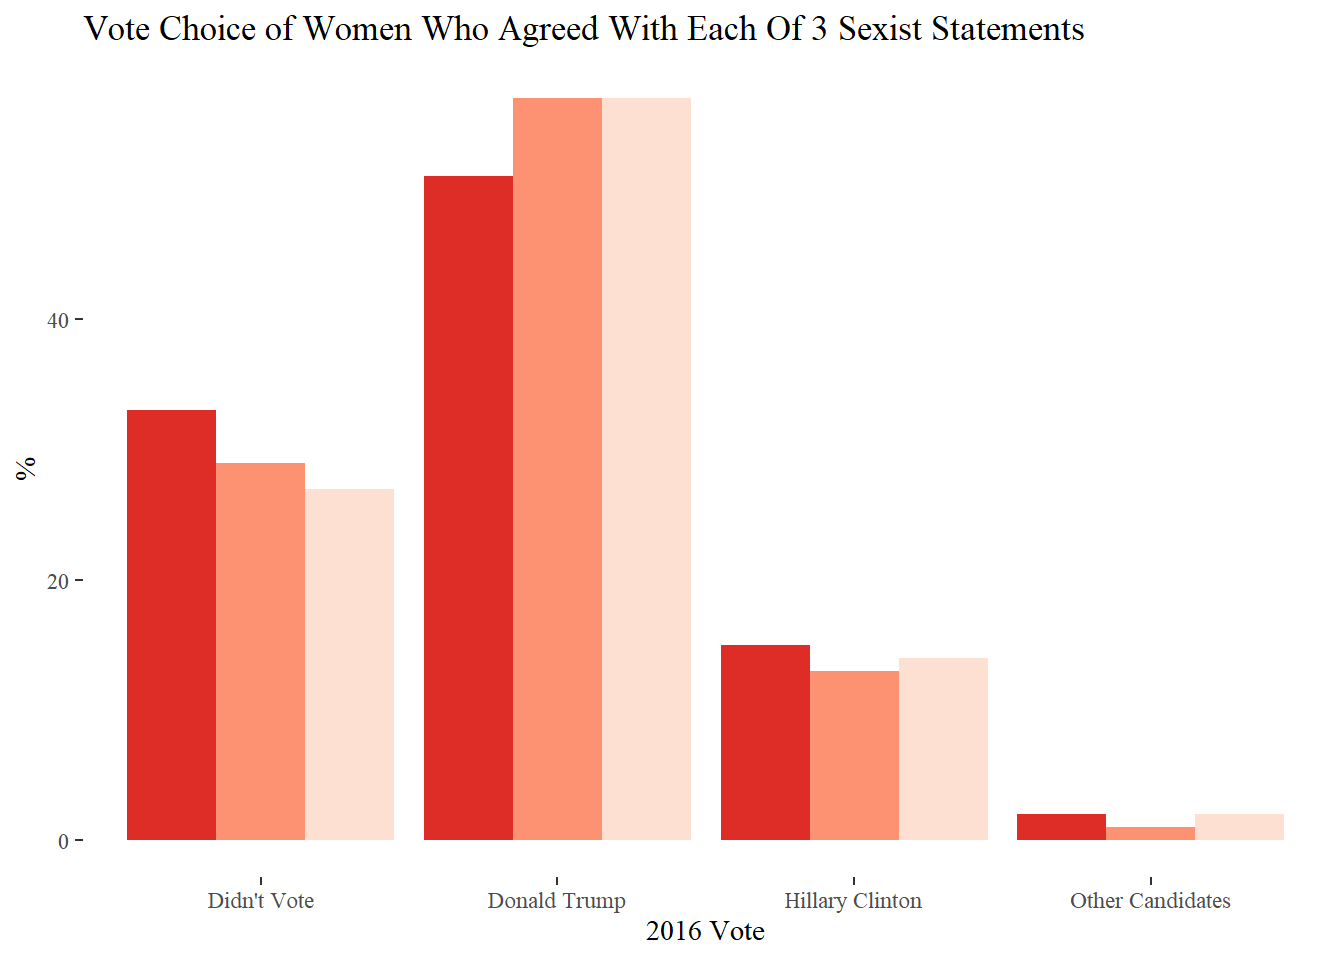 Vote Choice of Women Who Agreed With Each Of 3 Sexist Statements
%
40
20
0
Didn't Vote
Donald Trump
Hillary Clinton
Other Candidates
2016 Vote